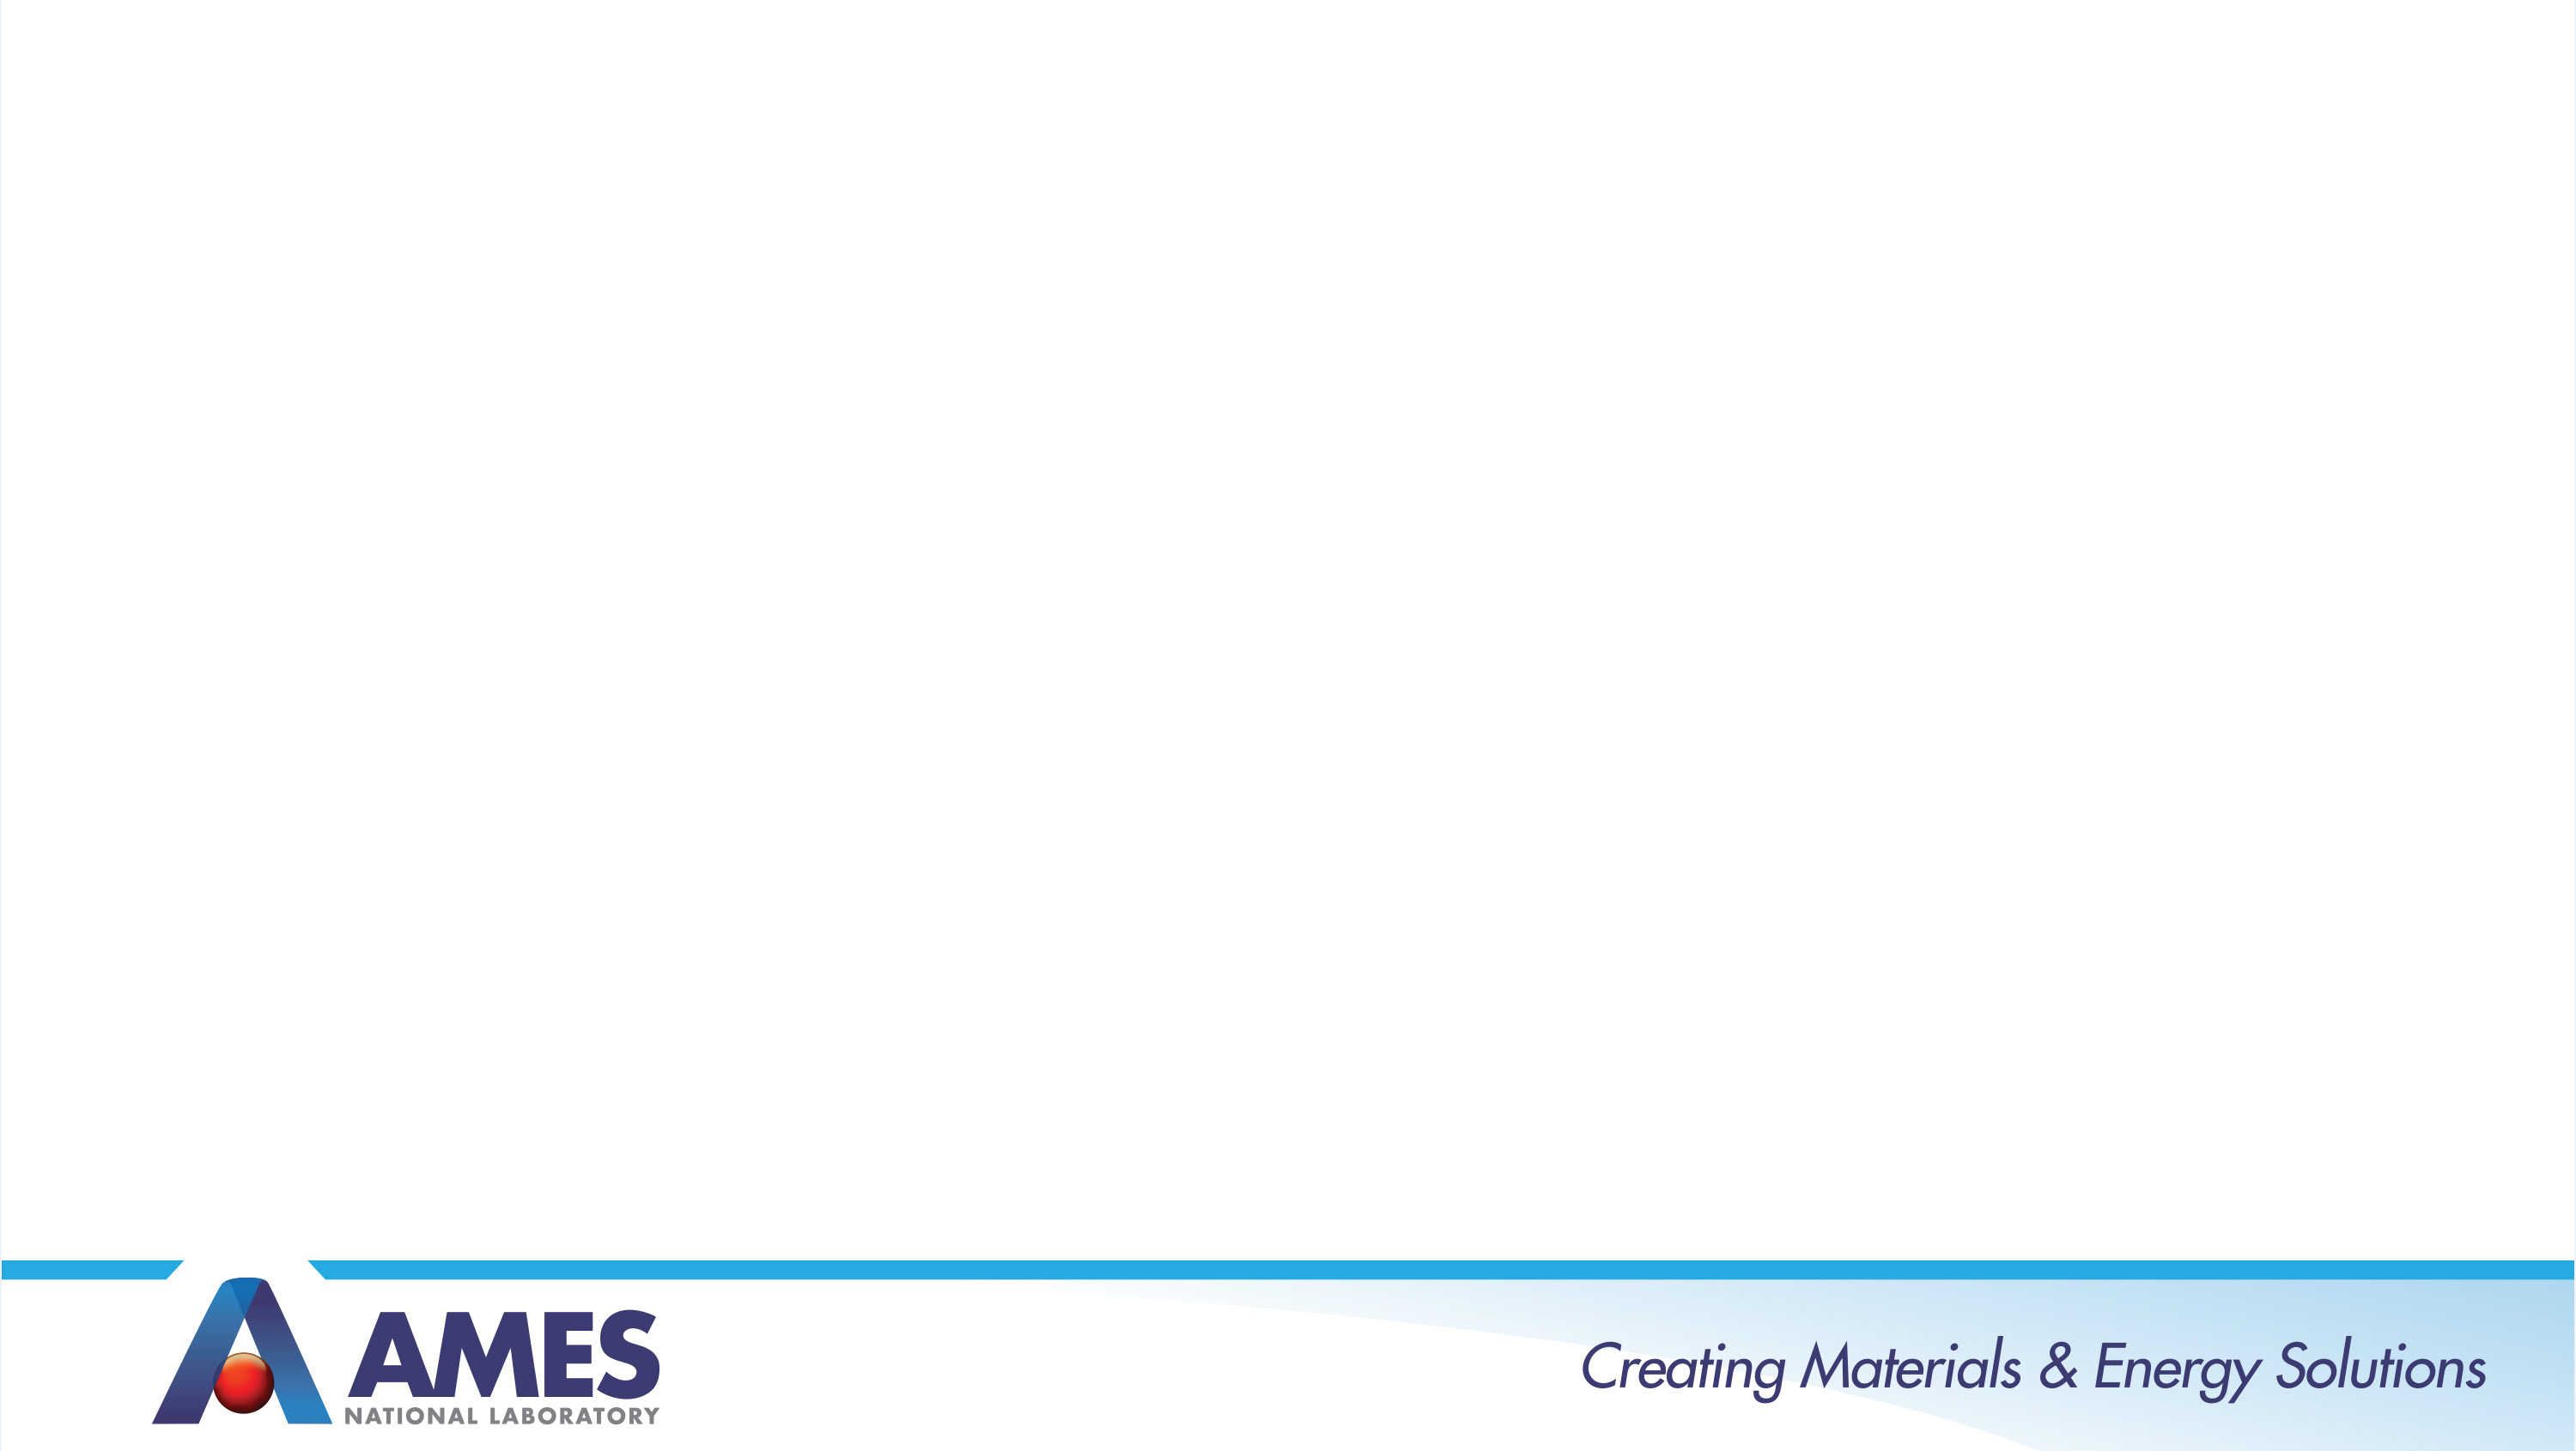 AMES
NATIONAL LABORATORY
Creating Materials & Energy Solutions